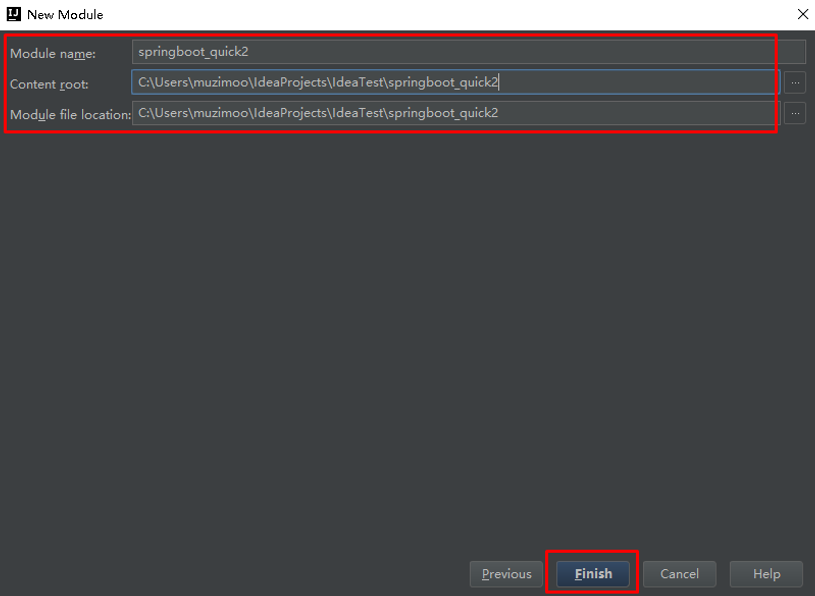 IJ New Module
Module name: springboot_quick2
Content root: C:\Users\muzimoo\IdeaProjects\IdeaTest\springboot_quick2 ...
Module file location: C:\Users\muzimoo\IdeaProjects\IdeaTest\springboot_quick2 ...
Previous Finish Cancel Help